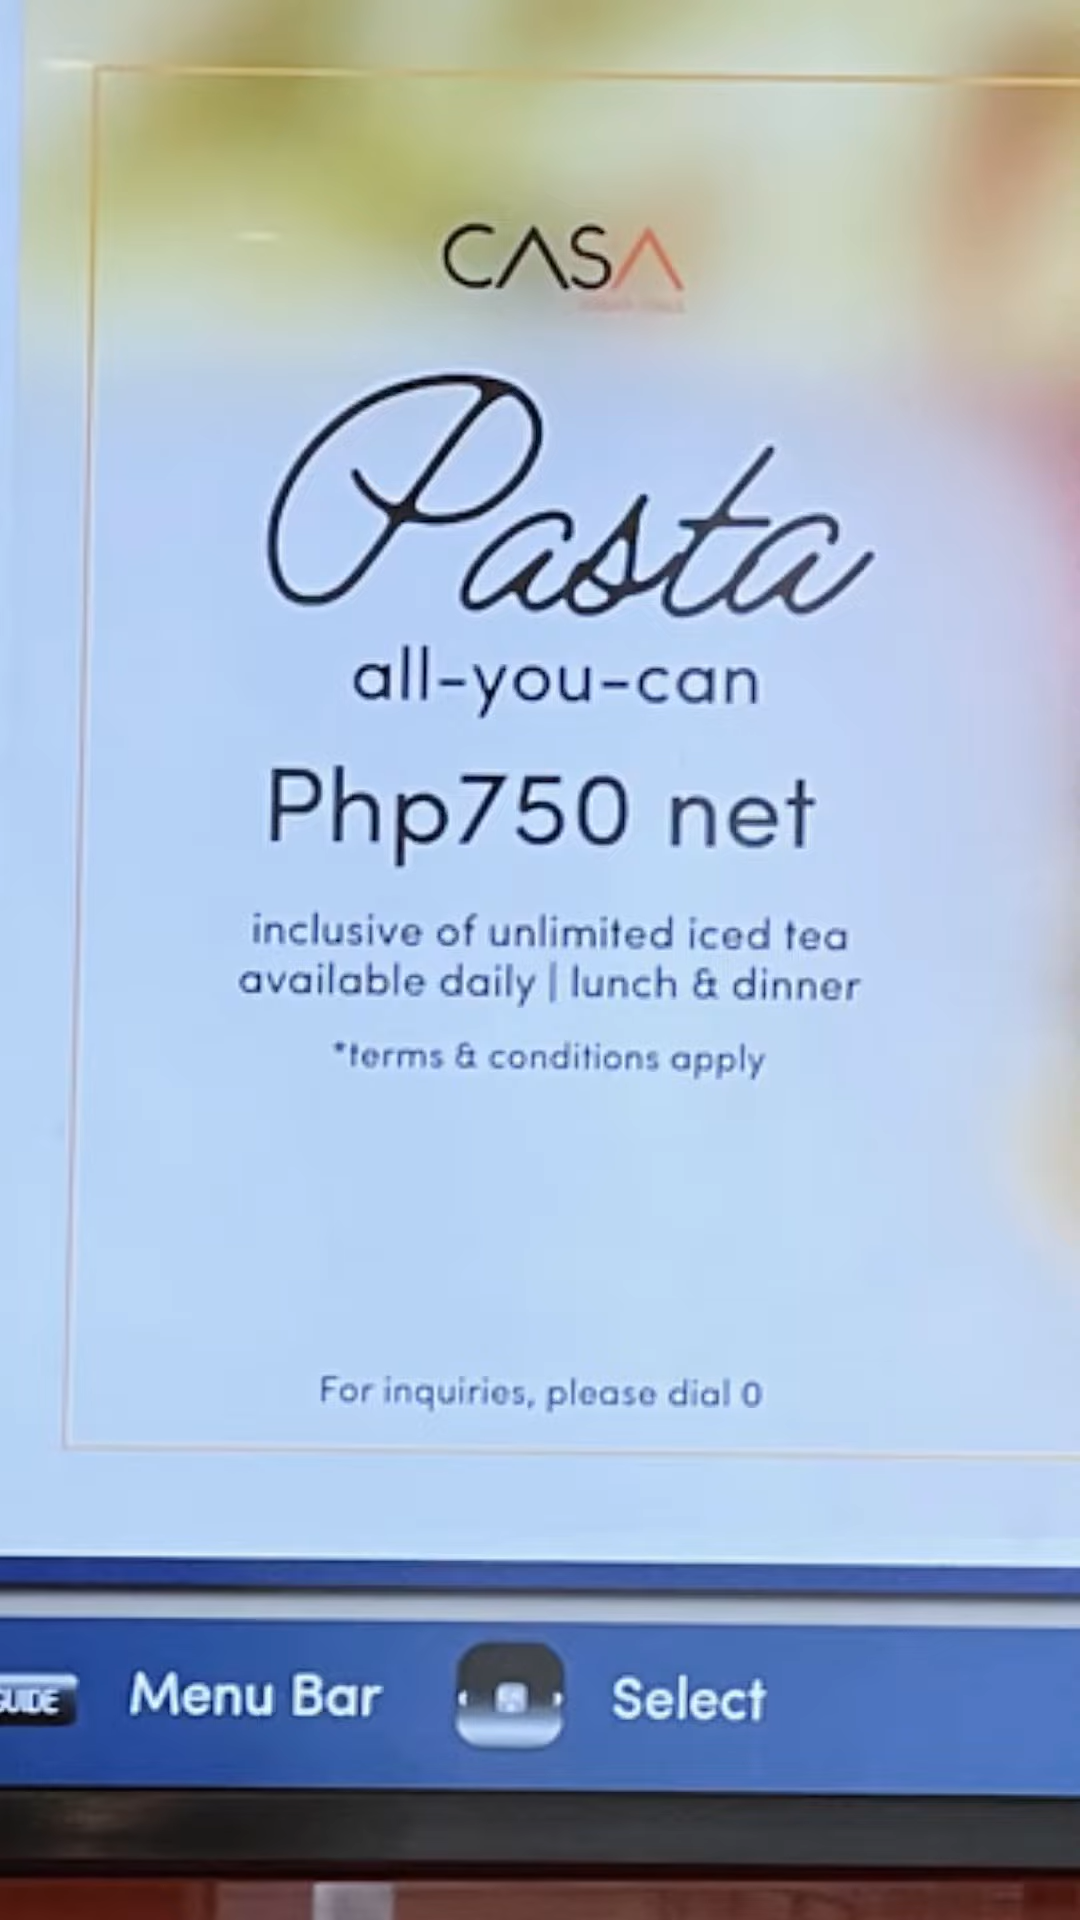 CASA
Pasta
all-you-can
Php750 net
inclusive of unlimited iced tea
available daily | lunch & dinner
*terms & conditions apply
For inquiries, please dial 0
GUIDE Menu Bar Select